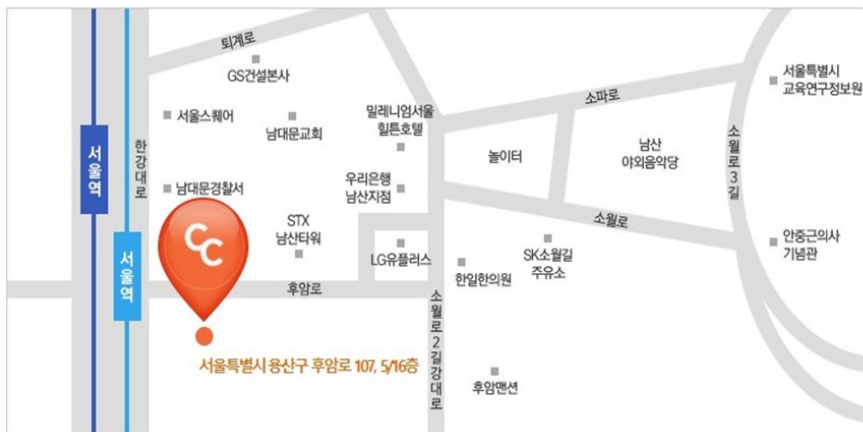 퇴계로
GS건설본사
서울스퀘어
남대문교회
밀레니엄서울
힐튼호텔
소파로
서울특별시
교육연구정보원
서울역
한강대로
놀이터
남산
야외음악당
소월로3길
남대문경찰서
우리은행
남산지점
STX
남산타워
소월로
CC
서울역
LG유플러스
한일한의원
SK소월길
주유소
안중근의사
기념관
후암로
소월로2길강대로
서울특별시 용산구 후암로 107, 5/16층
후암맨션